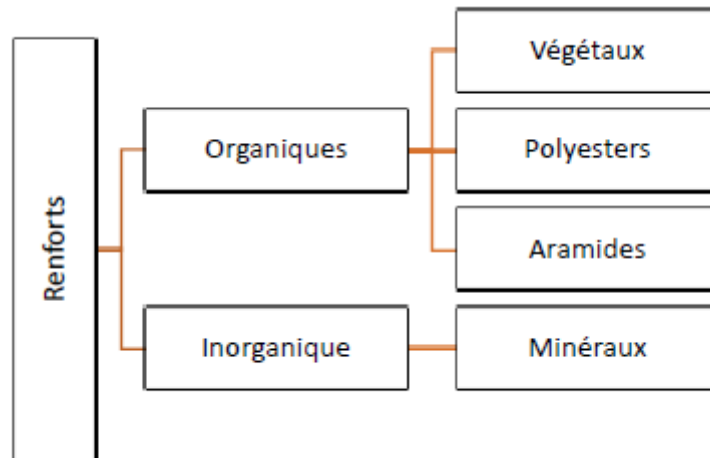 Renforts
Organiques
Végétaux
Polyesters
Aramides
Inorganique
Minéraux